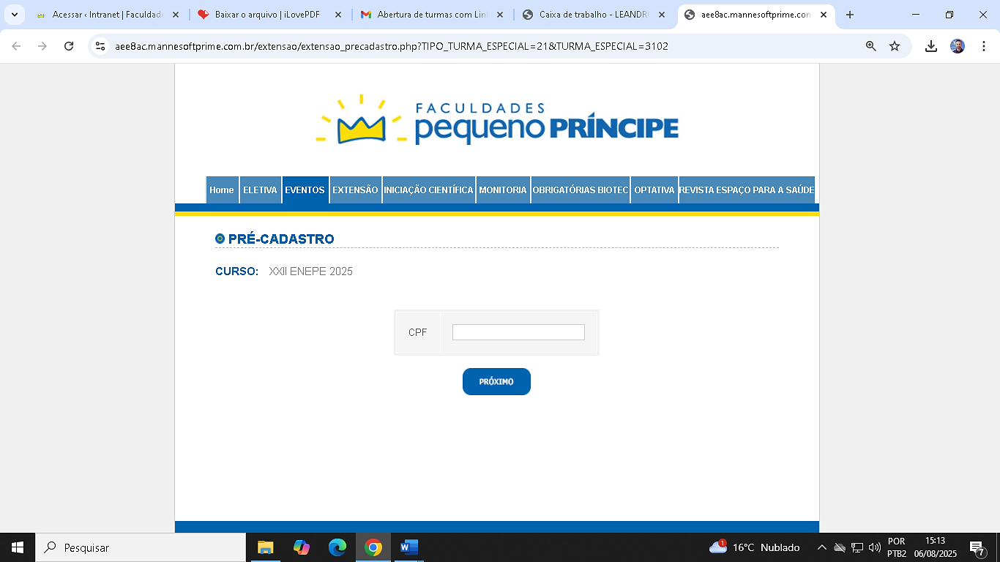 Acessar ‹ Intranet | Faculdad
Baixar o arquivo | iLovePDF
Abertura de turmas com Lin
Caixa de trabalho - LEANDR
aee8ac.mannesoftprime.con
aee8ac.mannesoftprime.com.br/extensao/extensao_precadastro.php?TIPO_TURMA_ESPECIAL=21&TURMA_ESPECIAL=3102
FACULDADES
pequeno PRÍNCIPE
Home ELETIVA EVENTOS EXTENSÃO INICIAÇÃO CIENTÍFICA MONITORIA OBRIGATÓRIAS BIOTEC OPTATIVA REVISTA ESPAÇO PARA A SAÚDE
PRÉ-CADASTRO
CURSO: XXII ENEPE 2025
CPF
PRÓXIMO
Pesquisar
1
16°C Nublado
POR
PTB2
15:13
06/08/2025
7